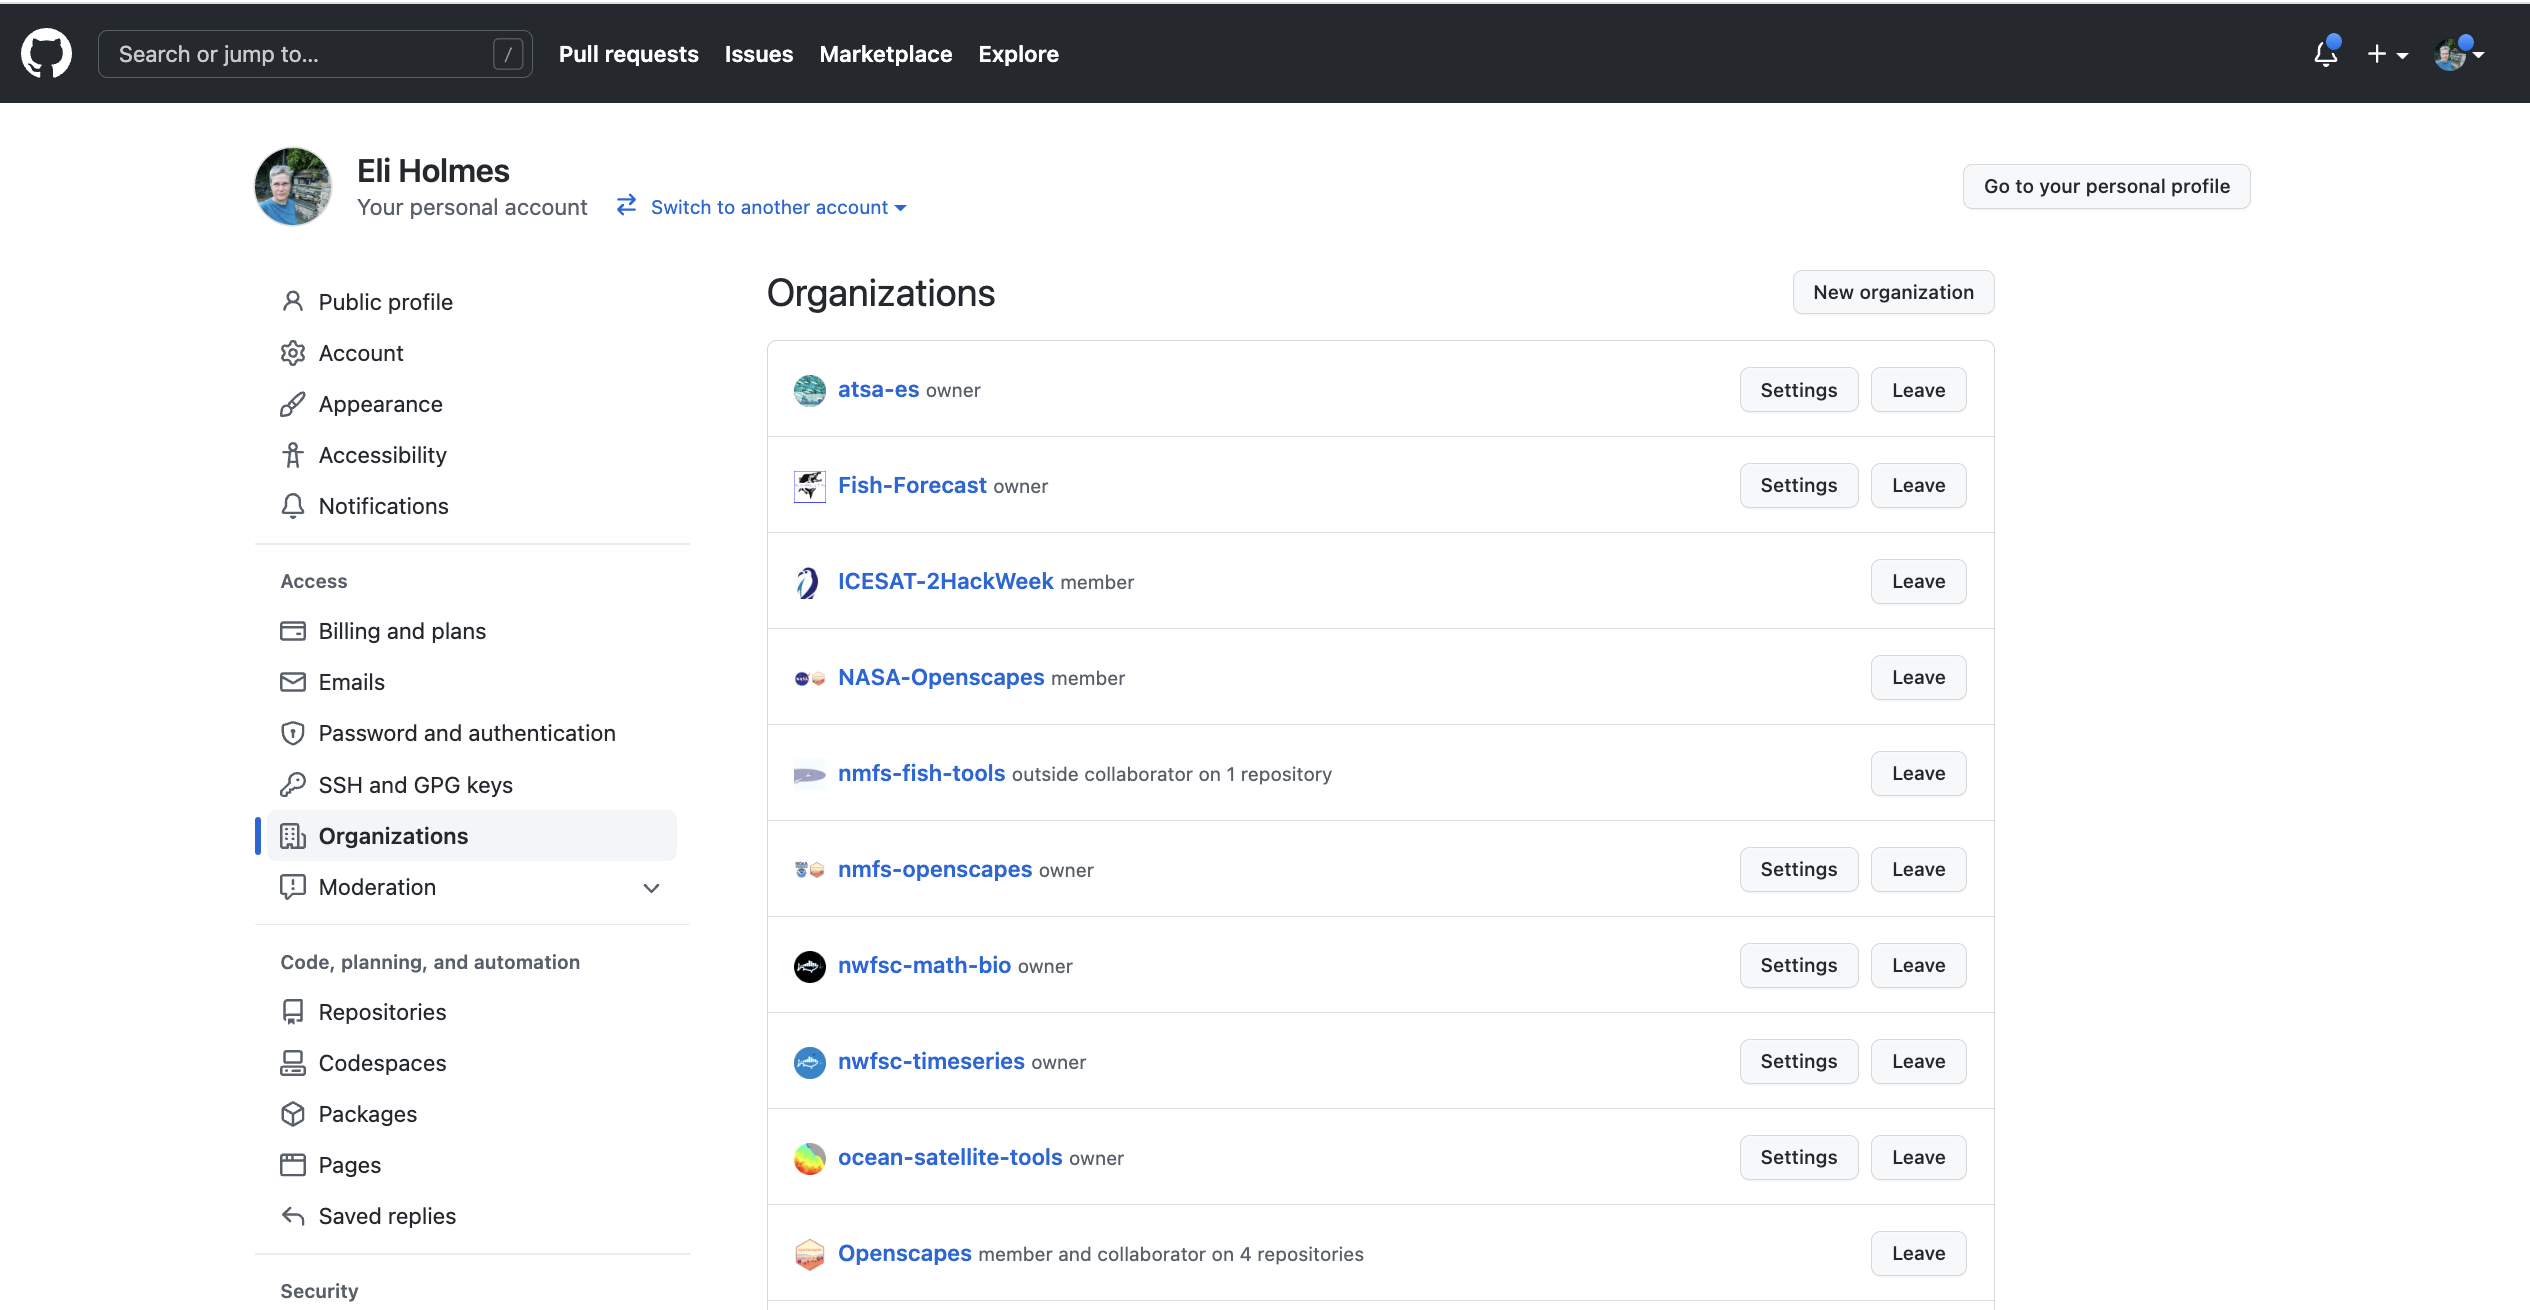 Search or jump to... /
Pull requests Issues Marketplace Explore
Eli Holmes
Your personal account Switch to another account
Go to your personal profile
Public profile
Account
Appearance
Accessibility
Notifications
Access
Billing and plans
Emails
Password and authentication
SSH and GPG keys
Organizations
Moderation
Code, planning, and automation
Repositories
Codespaces
Packages
Pages
Saved replies
Security
Organizations
New organization
atsa-es owner Settings Leave
Fish-Forecast owner Settings Leave
ICESAT-2HackWeek member Leave
NASA-Openscapes member Leave
nmfs-fish-tools outside collaborator on 1 repository Leave
nmfs-openscapes owner Settings Leave
nwfsc-math-bio owner Settings Leave
nwfsc-timeseries owner Settings Leave
ocean-satellite-tools owner Settings Leave
Openscapes member and collaborator on 4 repositories Leave